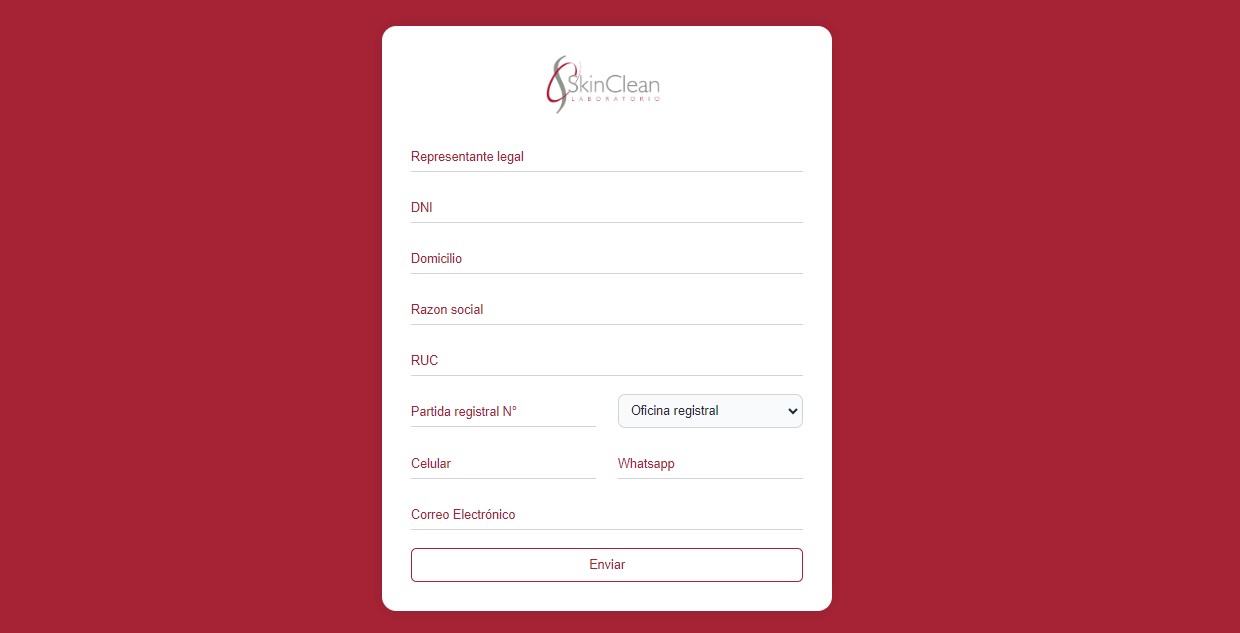 SkinClean
LABORATORIO
Representante legal
DNI
Domicilio
Razon social
RUC
Partida registral N° Oficina registral
Celular Whatsapp
Correo Electrónico
Enviar